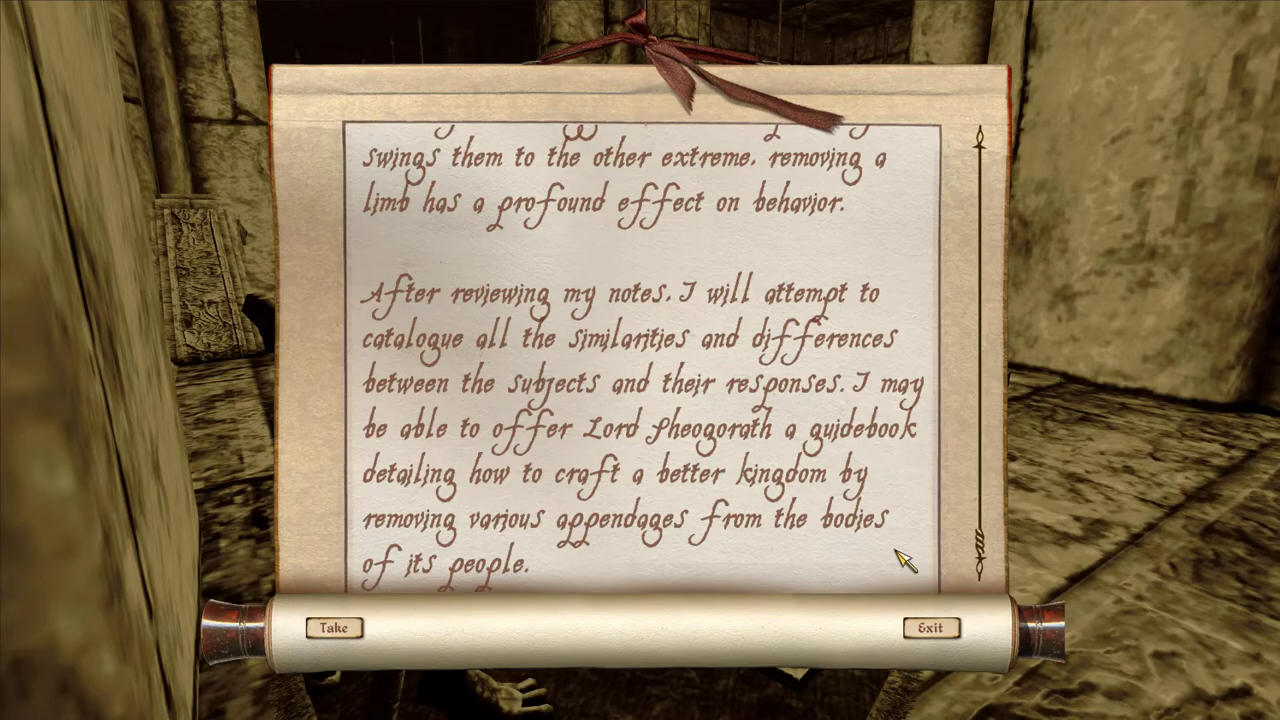 swings them to the other extreme. removing a
limb has a profound effect on behavior.
After reviewing my notes, I will attempt to
catalogue all the similarities and differences
between the subjects and their responses. I may
be able to offer Lord Sheogorath a guidebook
detailing how to craft a better kingdom by
removing various appendages from the bodies
of its people.
Take
Exit